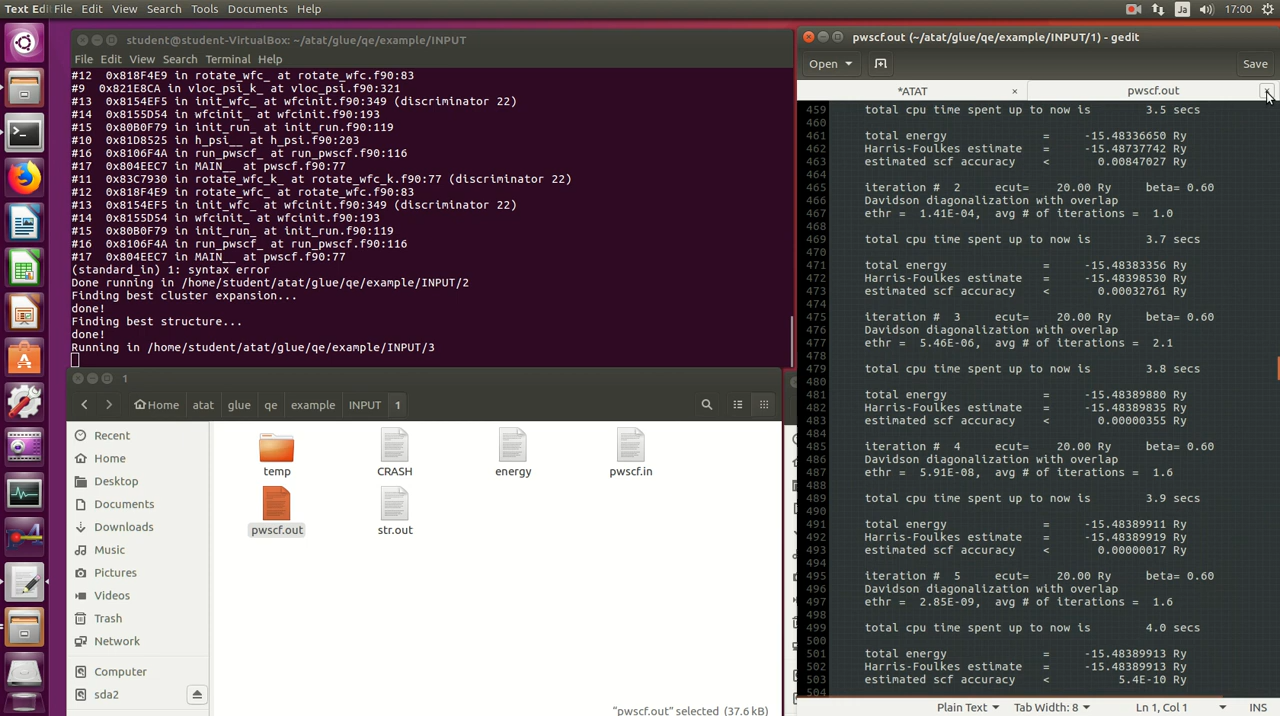 Text Editor File Edit View Search Tools Documents Help
Ja
17:00
student@student-VirtualBox: ~/atat/glue/qe/example/INPUT
File Edit View Search Terminal Help
#12  0x818F4E9 in rotate_wfc_ at rotate_wfc.f90:83
#9  0x821E8CA3 in vloc_psi_k_ at vloc_psi.f90:321
#13  0x8154EF5 in init_wfc_ at wfcinit.f90:349 (discriminator 22)
#14  0x8155D54 in wfcinit_ at wfcinit.f90:193
#15  0x80B0F79 in init_run_ at init_run.f90:119
#10  0x810D8525 in h_psi__ at h_psi.f90:203
#16  0x8106F4A in run_pwscf_ at run_pwscf.f90:116
#17  0x804EEC7 in MAIN__ at pwscf.f90:77
#11  0x83C7930 in rotate_wfc_k_ at rotate_wfc_k.f90:77 (discriminator 22)
#12  0x818F4E9 in rotate_wfc_ at rotate_wfc.f90:83
#13  0x8154EF5 in init_wfc_ at wfcinit.f90:349 (discriminator 22)
#14  0x8155D54 in wfcinit_ at wfcinit.f90:193
#15  0x80B0F79 in init_run_ at init_run.f90:119
#16  0x8106F4A in run_pwscf_ at run_pwscf.f90:116
#17  0x804EEC7 in MAIN__ at pwscf.f90:77
(standard_in) 1: syntax error
Done running in /home/student/atat/glue/qe/example/INPUT/2
Finding best cluster expansion...
done!
Finding best structure...
done!
Running in /home/student/atat/glue/qe/example/INPUT/3
1
Home atat glue qe example INPUT 1
Recent
Home
Desktop
Documents
Downloads
Music
Pictures
Videos
Trash
Network
Computer
sda2
temp
CRASH
energy
pwscf.in
pwscf.out
str.out
"pwscf.out" selected (37.6 kB)
pwscf.out (~/atat/glue/qe/example/INPUT/1) - gedit
Open
Save
*ATAT
pwscf.out
459 total cpu time spent up to now is 3.5 secs
460
461 total energy = -15.48336650 Ry
462 Harris-Foulkes estimate = -15.48737742 Ry
463 estimated scf accuracy < 0.00847027 Ry
464
465 iteration # 2 ecut= 20.00 Ry beta= 0.60
466 Davidson diagonalization with overlap
467 ethr = 1.41E-04, avg # of iterations = 1.0
468
469 total cpu time spent up to now is 3.7 secs
470
471 total energy = -15.48383356 Ry
472 Harris-Foulkes estimate = -15.48398530 Ry
473 estimated scf accuracy < 0.00032761 Ry
474
475 iteration # 3 ecut= 20.00 Ry beta= 0.60
476 Davidson diagonalization with overlap
477 ethr = 5.46E-06, avg # of iterations = 2.1
478
479 total cpu time spent up to now is 3.8 secs
480
481 total energy = -15.48389880 Ry
482 Harris-Foulkes estimate = -15.48389935 Ry
483 estimated scf accuracy < 0.00000355 Ry
484
485 iteration # 4 ecut= 20.00 Ry beta= 0.60
486 Davidson diagonalization with overlap
487 ethr = 5.91E-08, avg # of iterations = 1.6
488
489 total cpu time spent up to now is 3.9 secs
490
491 total energy = -15.48389911 Ry
492 Harris-Foulkes estimate = -15.48389919 Ry
493 estimated scf accuracy < 0.00000017 Ry
494
495 iteration # 5 ecut= 20.00 Ry beta= 0.60
496 Davidson diagonalization with overlap
497 ethr = 2.85E-09, avg # of iterations = 1.6
498
499 total cpu time spent up to now is 4.0 secs
500
501 total energy = -15.48389913 Ry
502 Harris-Foulkes estimate = -15.48389913 Ry
503 estimated scf accuracy < 5.4E-10 Ry
504
Plain Text Tab Width: 8 Ln 1, Col 1 INS